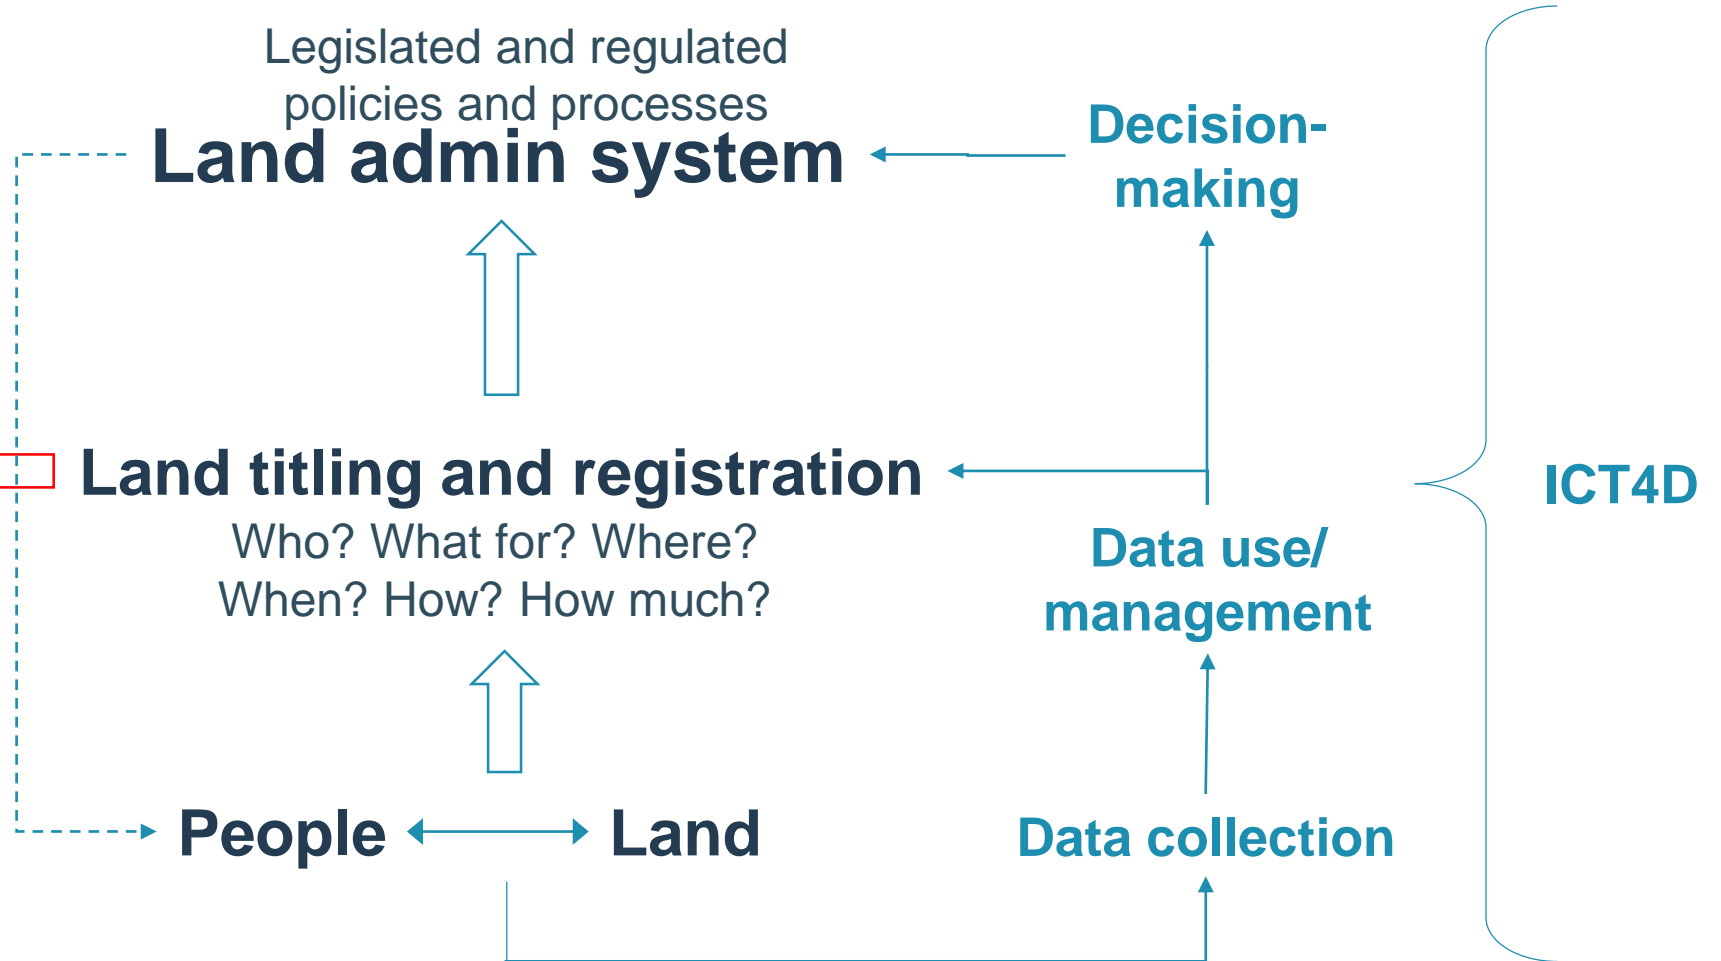 Legislated and regulated
policies and processes
Land admin system
Decision-
making
Land titling and registration
Who? What for? Where?
When? How? How much?
Data use/
management
ICT4D
People
Land
Data collection